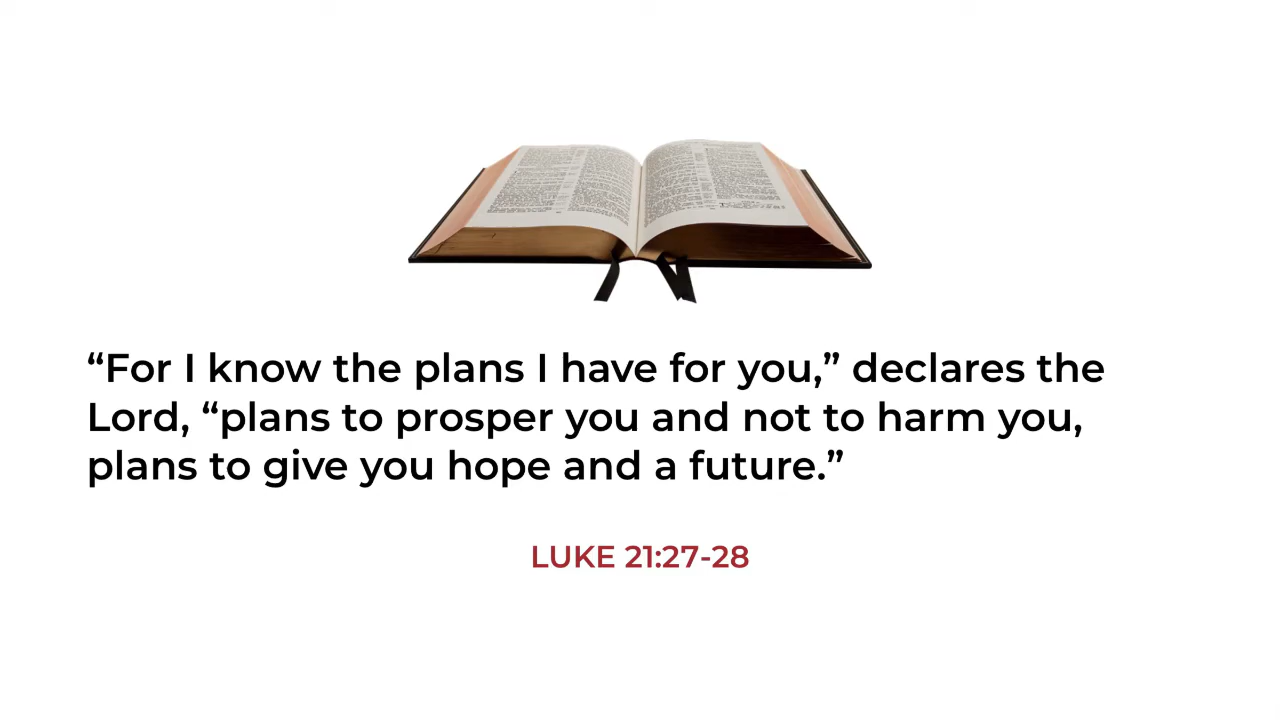 “For I know the plans I have for you,” declares the
Lord, “plans to prosper you and not to harm you,
plans to give you hope and a future.”
LUKE 21:27-28